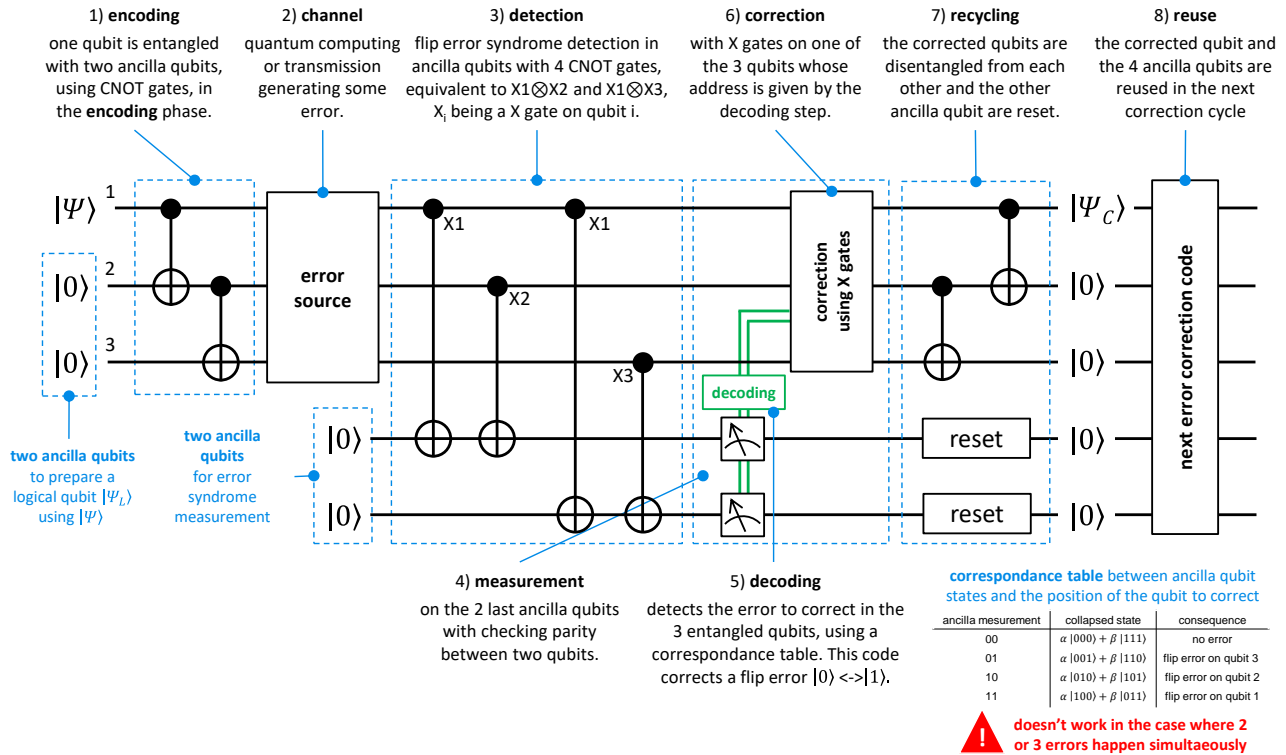 1) encoding
one qubit is entangled
with two ancilla qubits,
using CNOT gates, in
the encoding phase.
2) channel
quantum computing
or transmission
generating some
error.
3) detection
flip error syndrome detection in
ancilla qubits with 4 CNOT gates,
equivalent to X1⊗X2 and X1⊗X3,
Xᵢ being a X gate on qubit i.
6) correction
with X gates on one of
the 3 qubits whose
address is given by the
decoding step.
7) recycling
the corrected qubits are
disentangled from each
other and the other
ancilla qubit are reset.
8) reuse
the corrected qubit and
the 4 ancilla qubits are
reused in the next
correction cycle
|Ψ⟩ 1
|0⟩ 2
|0⟩ 3
error
source
X1
X2
X1
X3
decoding
correction
using X gates
|Ψ_C⟩
|0⟩
|0⟩
|0⟩
|0⟩
next error correction code
|0⟩
|0⟩
reset
reset
two ancilla qubits
to prepare a
logical qubit |Ψ_L⟩
using |Ψ⟩
two ancilla
qubits
for error
syndrome
measurement
4) measurement
on the 2 last ancilla qubits
with checking parity
between two qubits.
5) decoding
detects the error to correct in the
3 entangled qubits, using a
correspondance table. This code
corrects a flip error |0⟩ <->|1⟩.
correspondance table between ancilla qubit
states and the position of the qubit to correct
ancilla mesurement collapsed state consequence
00 α |000⟩ + β |111⟩ no error
01 α |001⟩ + β |110⟩ flip error on qubit 3
10 α |010⟩ + β |101⟩ flip error on qubit 2
11 α |100⟩ + β |011⟩ flip error on qubit 1
!
doesn't work in the case where 2
or 3 errors happen simultaeously